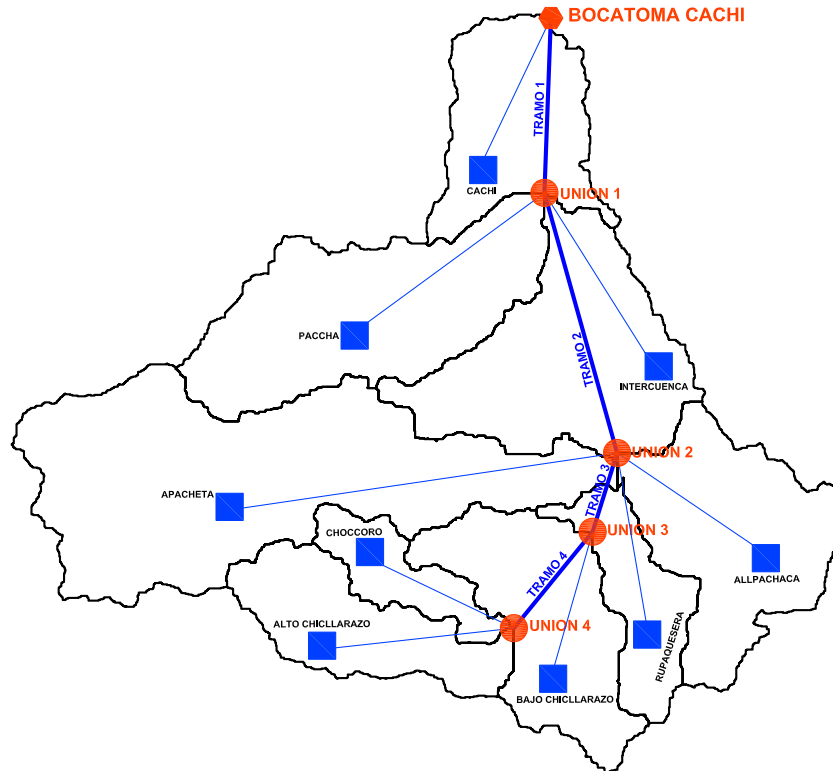 BOCATOMA CACHI
TRAMO 1
CACHI
UNION 1
PACCHA
TRAMO 2
INTERCUENCA
UNION 2
APACHETA
TRAMO 3
CHOCCORO
UNION 3
ALLPACHACA
TRAMO 4
ALTO CHICLLARAZO
UNION 4
RUPAQUESERA
BAJO CHICLLARAZO